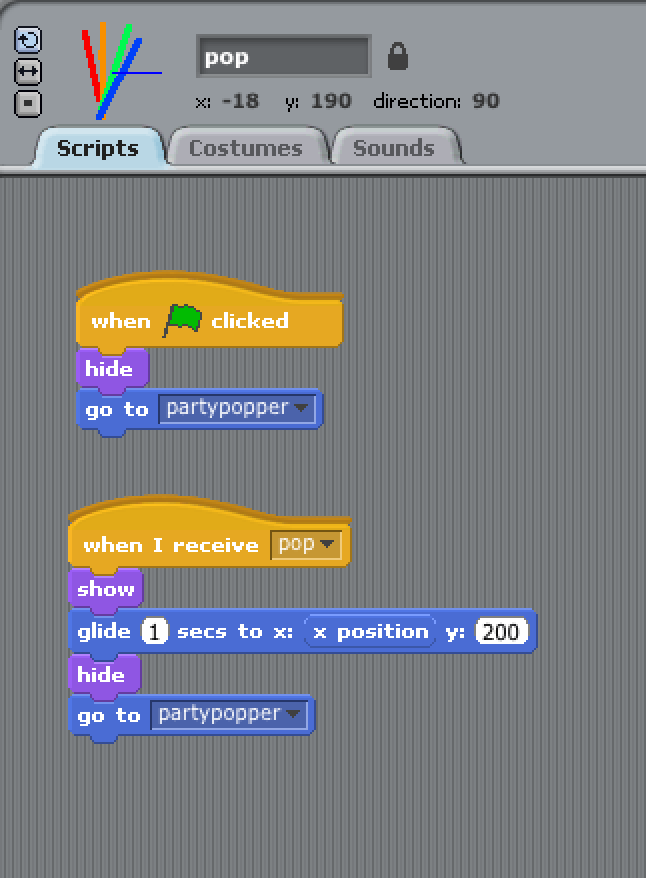 pop
x: -18 y: 190 direction: 90
Scripts Costumes Sounds
when clicked
hide
go to partypopper
when I receive pop
show
glide 1 secs to x: x position y: 200
hide
go to partypopper